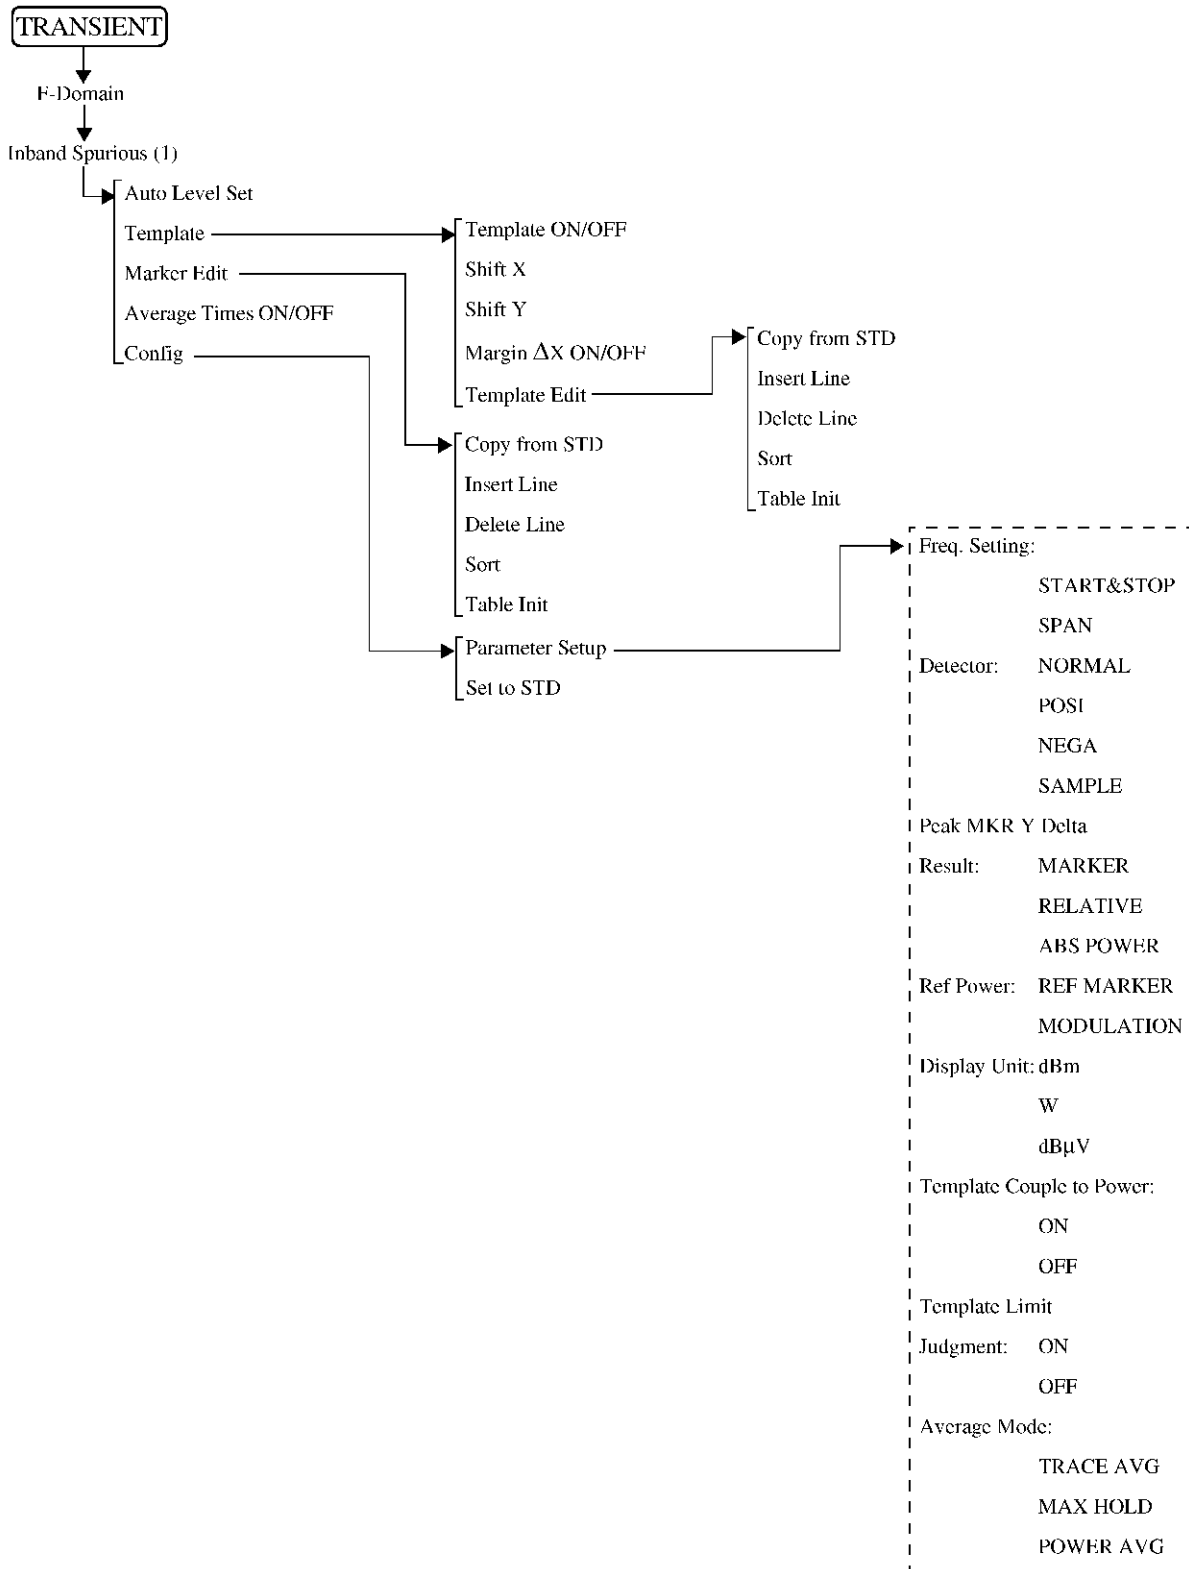 TRANSIENT
F-Domain
Inband Spurious (1)
Auto Level Set
Template
Marker Edit
Average Times ON/OFF
Config
Template ON/OFF
Shift X
Shift Y
Margin ΔX ON/OFF
Template Edit
Copy from STD
Insert Line
Delete Line
Sort
Table Init
Copy from STD
Insert Line
Delete Line
Sort
Table Init
Parameter Setup
Set to STD
Freq. Setting:
START&STOP
SPAN
Detector: NORMAL
POSI
NEGA
SAMPLE
Peak MKR Y Delta
Result: MARKER
RELATIVE
ABS POWER
Ref Power: REF MARKER
MODULATION
Display Unit: dBm
W
dBμV
Template Couple to Power:
ON
OFF
Template Limit
Judgment: ON
OFF
Average Mode:
TRACE AVG
MAX HOLD
POWER AVG